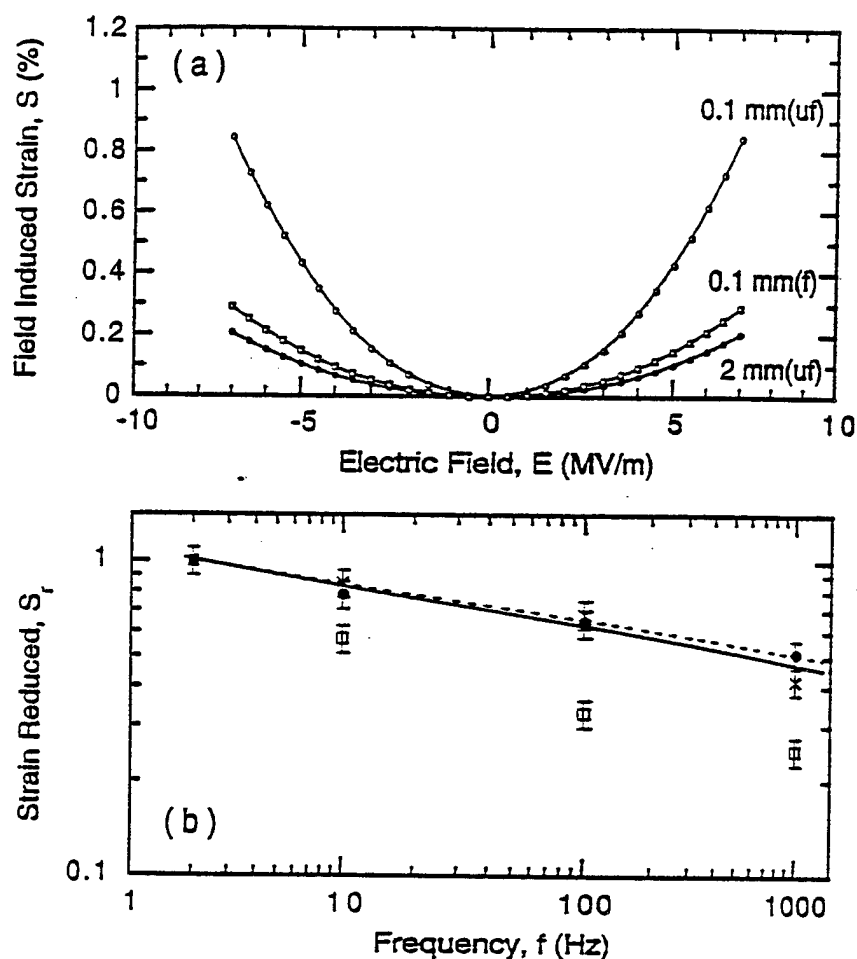 1.2
1
0.8
0.6
0.4
0.2
0
(a)
0.1 mm(uf)
0.1 mm(f)
2 mm(uf)
Field Induced Strain, S (%)
-10
-5
0
5
10
Electric Field, E (MV/m)
1
0.1
Strain Reduced, Sr
(b)
1
10
100
1000
Frequency, f (Hz)